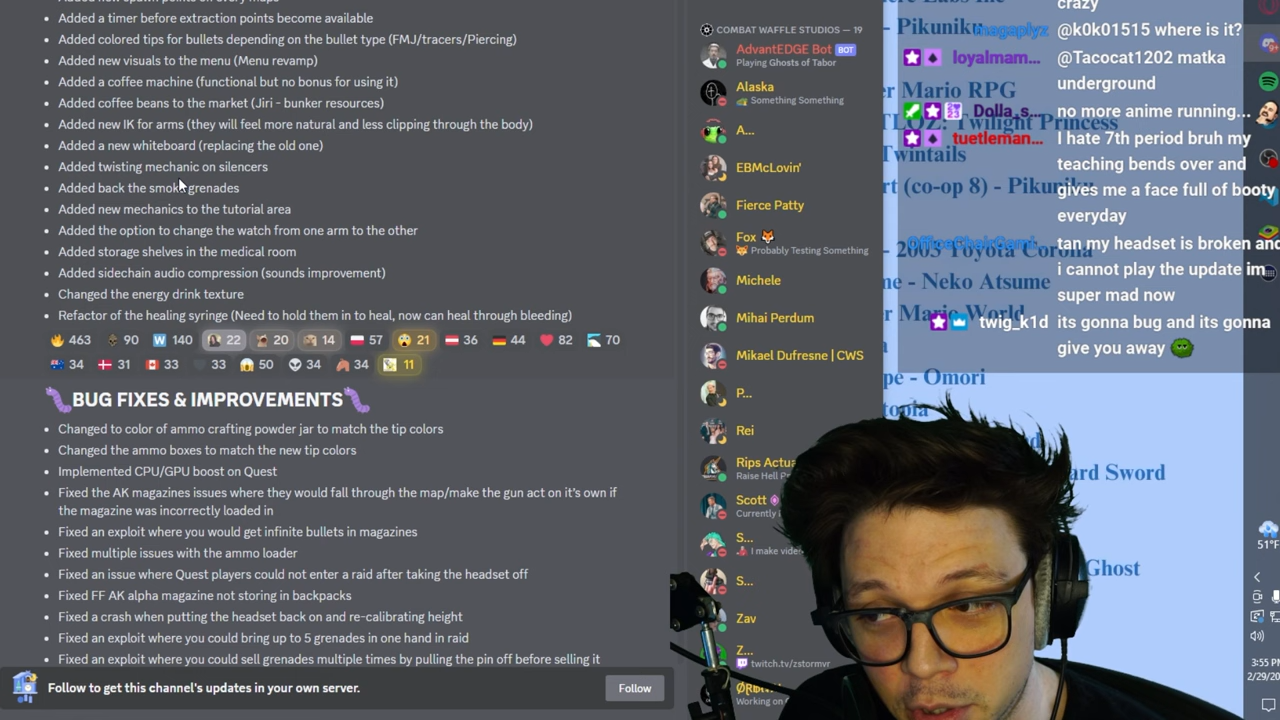 Added a timer before extraction points become available
Added colored tips for the ammo depending on the bullet type (FMJ/tracers/Piercing)
Added new visuals to the menu (Menu revamp)
Added a coffee machine (functional but no bonus for using it)
Added coffee beans to the market (Jiri - bunker resources)
Added new IK for arms (they will be more natural and less clipping through the body)
Added a new whiteboard (replacing the old one)
Added twisting mechanic on silencers
Added back the smoke grenades
Added new mechanics to the tutorial area
Added the option to change the watch from one arm to the other
Added storage shelves in the medical room
Added sidechain audio compression (sounds improvement)
Changed the energy drink texture
Refactor of the healing syringe (Need to hold them in to heal, now can heal through bleeding)
463 90 W 140 22 20 14 57 21 36 44 82 70
34 31 33 33 50 34 34 11
BUG FIXES & IMPROVEMENTS
Changed to color of ammo crafting powder jar to match the tip colors
Changed the ammo boxes to match the new tip colors
Implemented CPU/GPU boost on Quest
Fixed the AK magazines issues where they would fall through the map/make the gun act on it's own if
the magazine was incorrectly loaded in
Fixed an exploit where you would get infinite bullets in magazines
Fixed multiple issues with the ammo loader
Fixed an issue where Quest players could not enter a raid after taking the headset off
Fixed FF AK alpha magazine not storing in backpacks
Fixed a crash when putting the headset back on and re-calibrating height
Fixed an exploit where you could bring up to 5 grenades in one hand in raid
Fixed an exploit where you could sell grenades multiple times by pulling the pin off before selling it
Follow to get this channel's updates in your own server.
Follow
COMBAT WAFFLE STUDIOS — 19
AdvantEDGE Bot BOT
Playing Ghosts of Tabor
Alaska
Something Something
A...
EBMcLovin'
Fierce Patty
Fox
Probably Testing Something
Michele
Mihai Perdum
Mikael Dufresne | CWS
P...
Rei
Rips Actua
Raise Hell Pr
Scott
Currently
S...
I make vide
S...
Zav
Z...
twitch.tv/zstormvr
Working on
- Pikuniku
Mario RPG
Twilight Princess
Twintails
(co-op 8) - Pikuniku
- 2003 Toyota Corolla
- Neko Atsume
Mario World
- Omori
Sword
Ghost
crazy
magaplyz @k0k01515 where is it?
loyalmam... @Tacocat1202 matka
underground
Dolla_s... no more anime running...
tuetleman... I hate 7th period bruh my
teaching bends over and
gives me a face full of booty
everyday
OfficeChairGami... tan my headset is broken and
i cannot play the update im
super mad now
twig_k1d its gonna bug and its gonna
give you away
51°F
3:55 PM